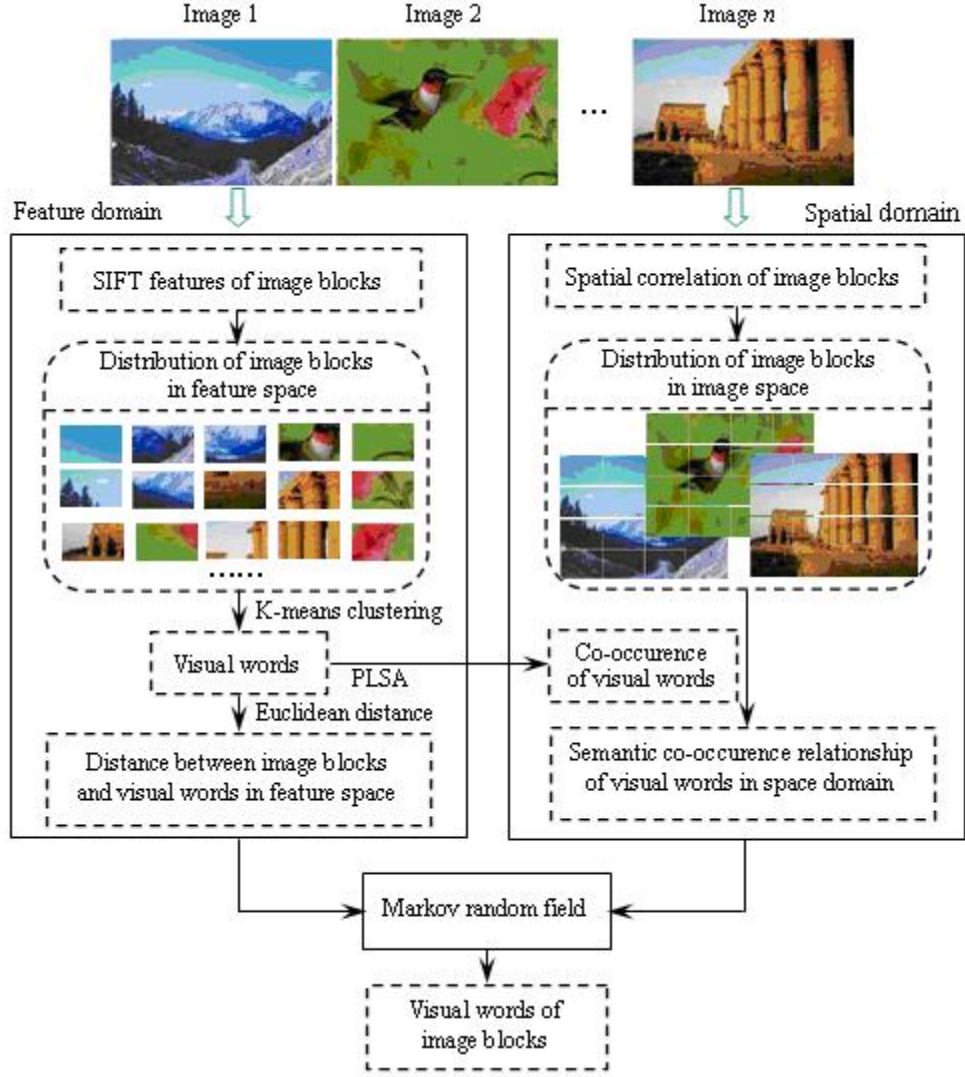 Image 1
Image 2
Image n
...
Feature domain
Spatial domain
SIFT features of image blocks
Distribution of image blocks
in feature space
......
K-means clustering
Visual words
PLSA
Euclidean distance
Distance between image blocks
and visual words in feature space
Spatial correlation of image blocks
Distribution of image blocks
in image space
Co-occurence
of visual words
Semantic co-occurence relationship
of visual words in space domain
Markov random field
Visual words of
image blocks